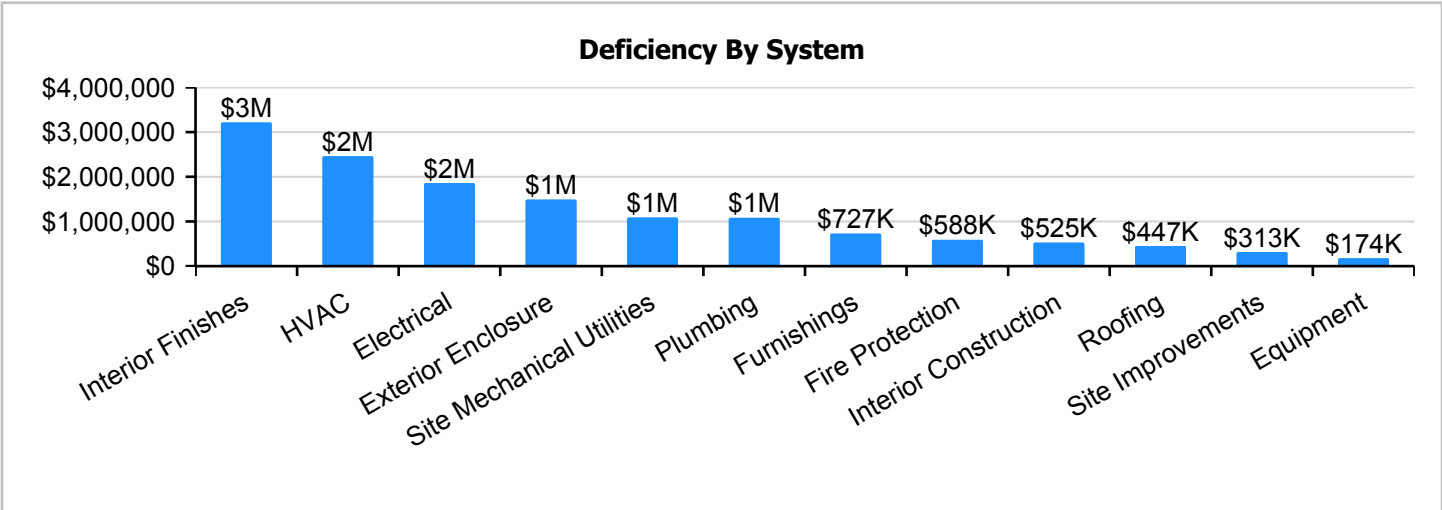 Deficiency By System
$4,000,000
$3,000,000
$2,000,000
$1,000,000
$0
$3M
$2M
$2M
$1M
$1M
$1M
$727K
$588K
$525K
$447K
$313K
$174K
Interior Finishes
HVAC
Electrical
Exterior Enclosure
Site Mechanical Utilities
Plumbing
Furnishings
Fire Protection
Interior Construction
Roofing
Site Improvements
Equipment